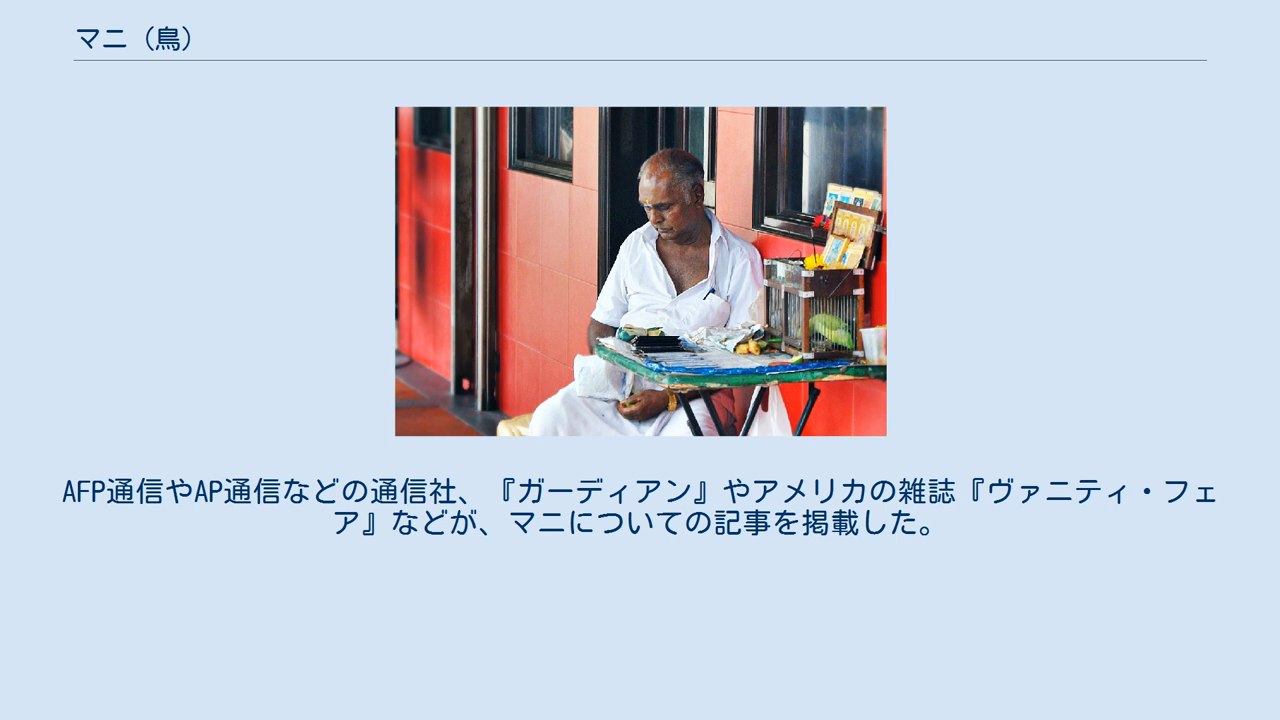 マニ（鳥）
AFP通信やAP通信などの通信社、『ガーディアン』やアメリカの雑誌『ヴァニティ・フェ
ア』などが、マニについての記事を掲載した。